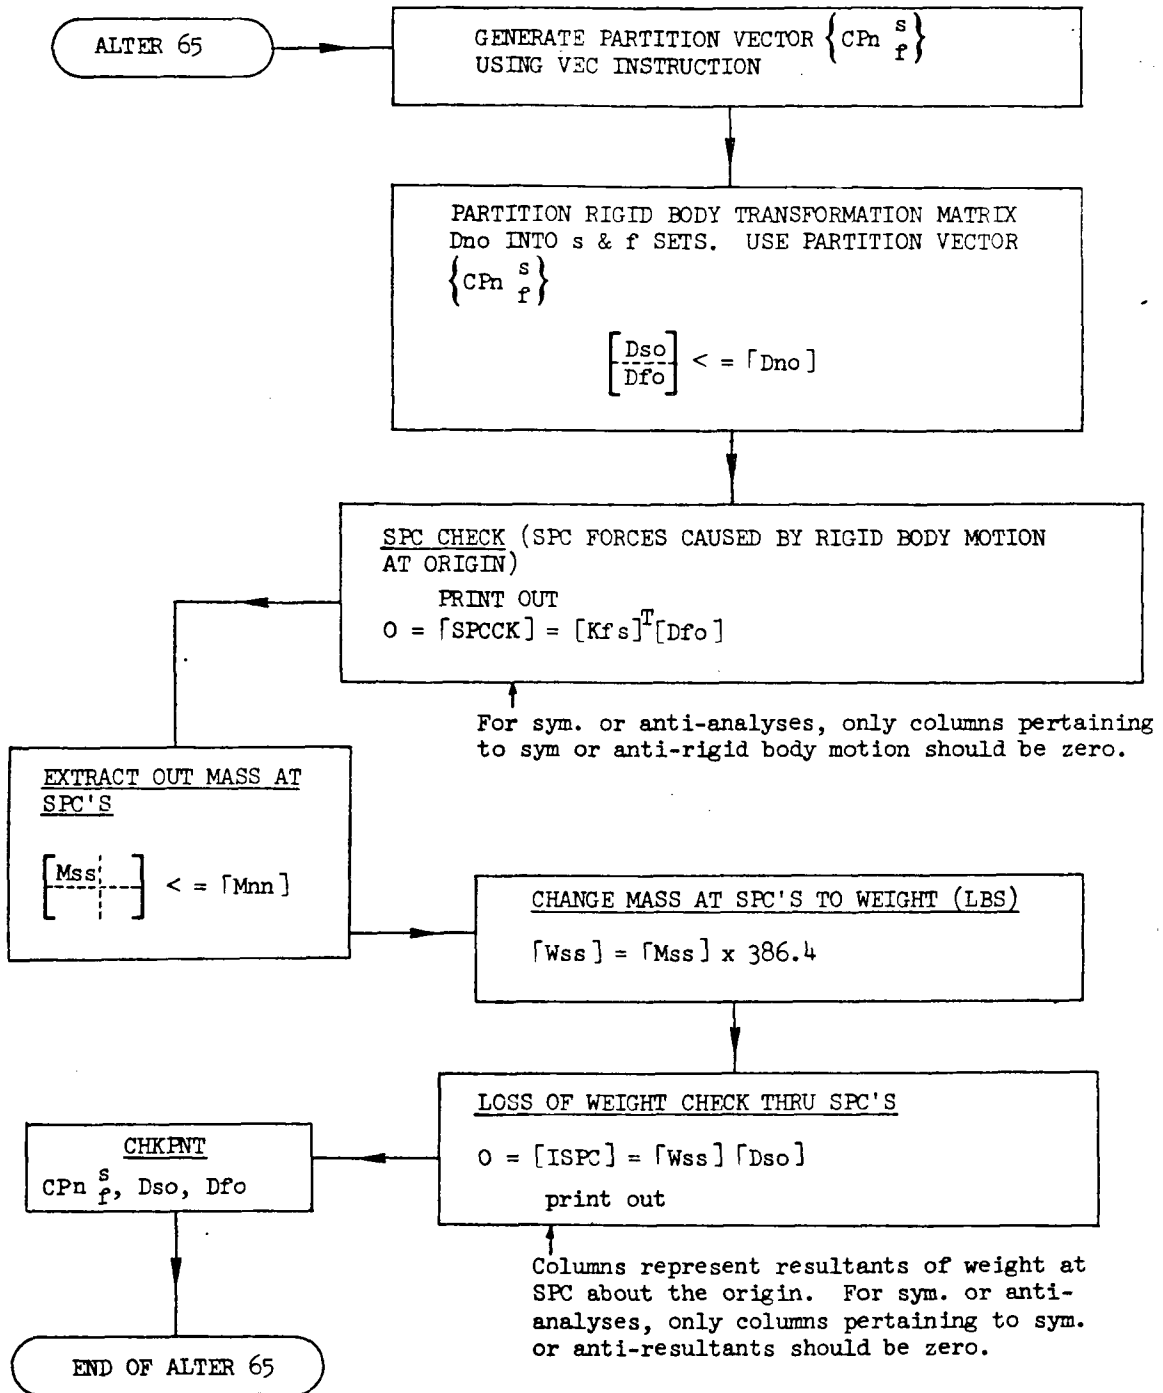 ALTER 65
GENERATE PARTITION VECTOR {CPn s f}
USING VEC INSTRUCTION
PARTITION RIGID BODY TRANSFORMATION MATRIX
Dno INTO s & f SETS. USE PARTITION VECTOR
{CPn s f}
[Dso
Dfo] < = ⌈Dno]
SPC CHECK (SPC FORCES CAUSED BY RIGID BODY MOTION
AT ORIGIN)
PRINT OUT
O = ⌈SPCCK] = [Kfs]ᵀ[Dfo]
For sym. or anti-analyses, only columns pertaining
to sym or anti-rigid body motion should be zero.
EXTRACT OUT MASS AT
SPC'S
[Mss] < = ⌈Mnn]
CHANGE MASS AT SPC'S TO WEIGHT (LBS)
⌈Wss] = ⌈Mss] x 386.4
LOSS OF WEIGHT CHECK THRU SPC'S
O = [ISPC] = ⌈Wss] ⌈Dso]
print out
Columns represent resultants of weight at
SPC about the origin. For sym. or anti-
analyses, only columns pertaining to sym.
or anti-resultants should be zero.
CHKPNT
CPn s f, Dso, Dfo
END OF ALTER 65